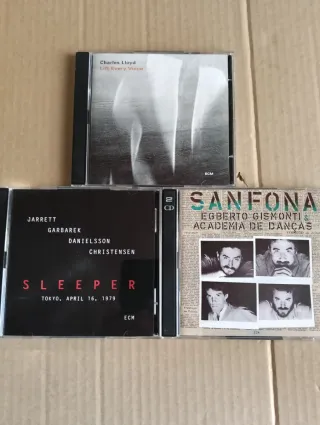 Charles Lloyd
Lift Every Voice
ECM
JARRETT
GARBAREK
DANIELSSON
CHRISTENSEN
SLEEPER
TOKYO, APRIL 16, 1979
ECM
2
CD
SANFONA
EGBERTO GISMONTI &
ACADEMIA DE DANÇAS